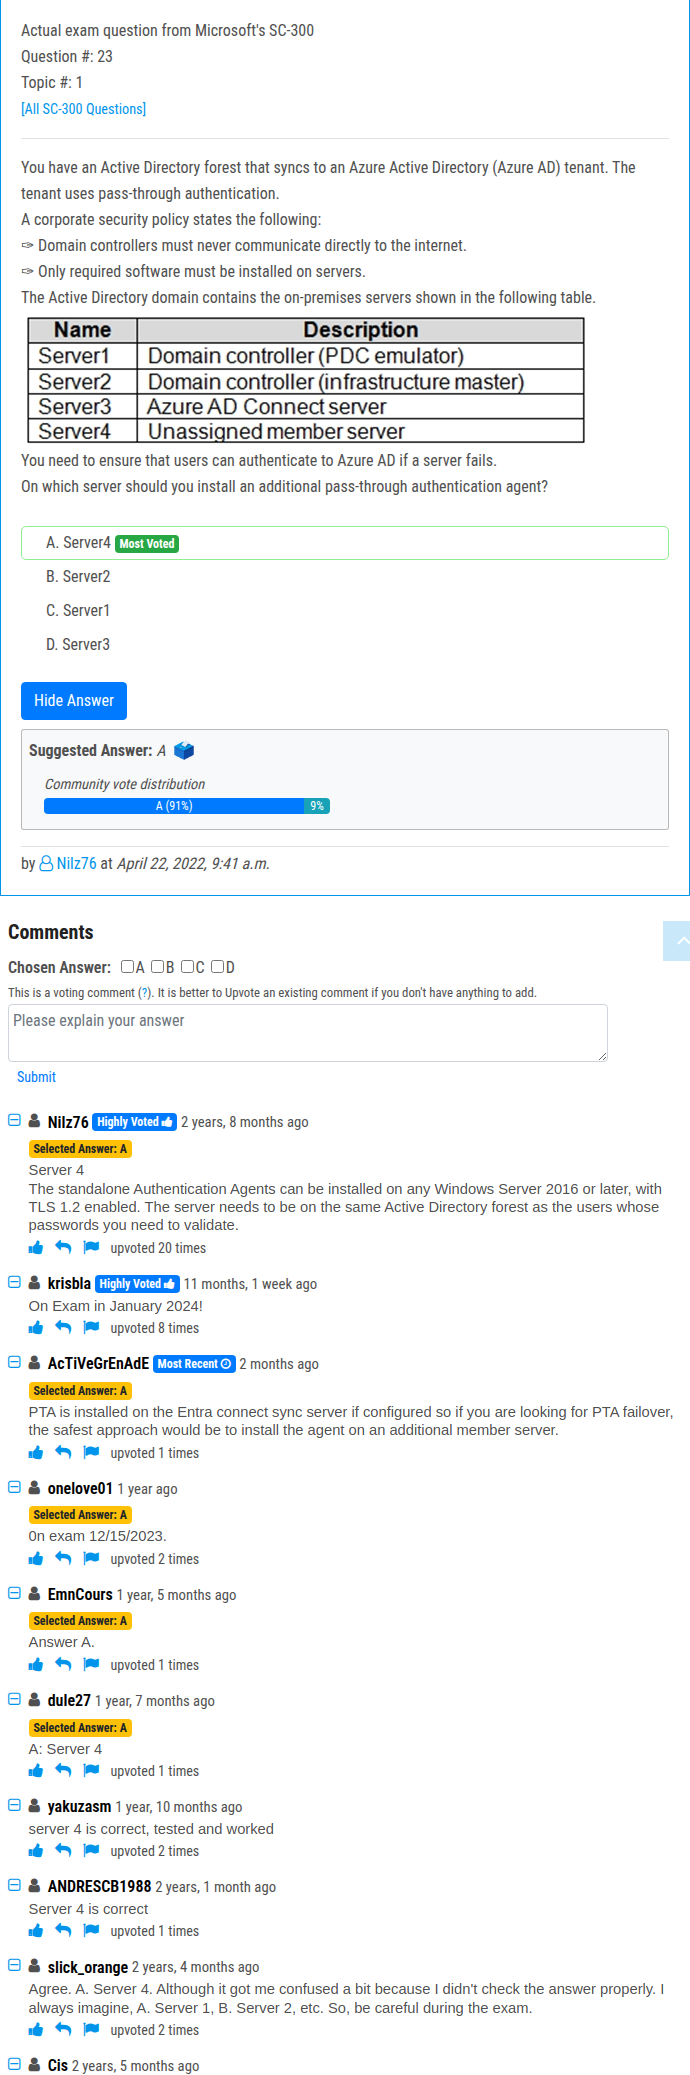 Actual exam question from Microsoft's SC-300
Question #: 23
Topic #: 1
[All SC-300 Questions]
You have an Active Directory forest that syncs to an Azure Active Directory (Azure AD) tenant. The
tenant uses pass-through authentication.
A corporate security policy states the following:
✑ Domain controllers must never communicate directly to the internet.
✑ Only required software must be installed on servers.
The Active Directory domain contains the on-premises servers shown in the following table.
Name Description
Server1 Domain controller (PDC emulator)
Server2 Domain controller (infrastructure master)
Server3 Azure AD Connect server
Server4 Unassigned member server
You need to ensure that users can authenticate to Azure AD if a server fails.
On which server should you install an additional pass-through authentication agent?
A. Server4 Most Voted
B. Server2
C. Server1
D. Server3
Hide Answer
Suggested Answer: A
Community vote distribution
A (91%) 9%
by Nilz76 at April 22, 2022, 9:41 a.m.
Comments
Chosen Answer: A B C D
This is a voting comment (?). It is better to Upvote an existing comment if you don't have anything to add.
Please explain your answer
Submit
Nilz76 Highly Voted 2 years, 8 months ago
Selected Answer: A
Server 4
The standalone Authentication Agents can be installed on any Windows Server 2016 or later, with
TLS 1.2 enabled. The server needs to be on the same Active Directory forest as the users whose
passwords you need to validate.
upvoted 20 times
krisbla Highly Voted 11 months, 1 week ago
On Exam in January 2024!
upvoted 8 times
AcTiVeGrEnAdE Most Recent 2 months ago
Selected Answer: A
PTA is installed on the Entra connect sync server if configured so if you are looking for PTA failover,
the safest approach would be to install the agent on an additional member server.
upvoted 1 times
onelove01 1 year ago
Selected Answer: A
0n exam 12/15/2023.
upvoted 2 times
EmnCours 1 year, 5 months ago
Selected Answer: A
Answer A.
upvoted 1 times
dule27 1 year, 7 months ago
Selected Answer: A
A: Server 4
upvoted 1 times
yakuzasm 1 year, 10 months ago
server 4 is correct, tested and worked
upvoted 2 times
ANDRESCB1988 2 years, 1 month ago
Server 4 is correct
upvoted 1 times
slick_orange 2 years, 4 months ago
Agree. A. Server 4. Although it got me confused a bit because I didn't check the answer properly. I
always imagine, A. Server 1, B. Server 2, etc. So, be careful during the exam.
upvoted 2 times
Cis 2 years, 5 months ago